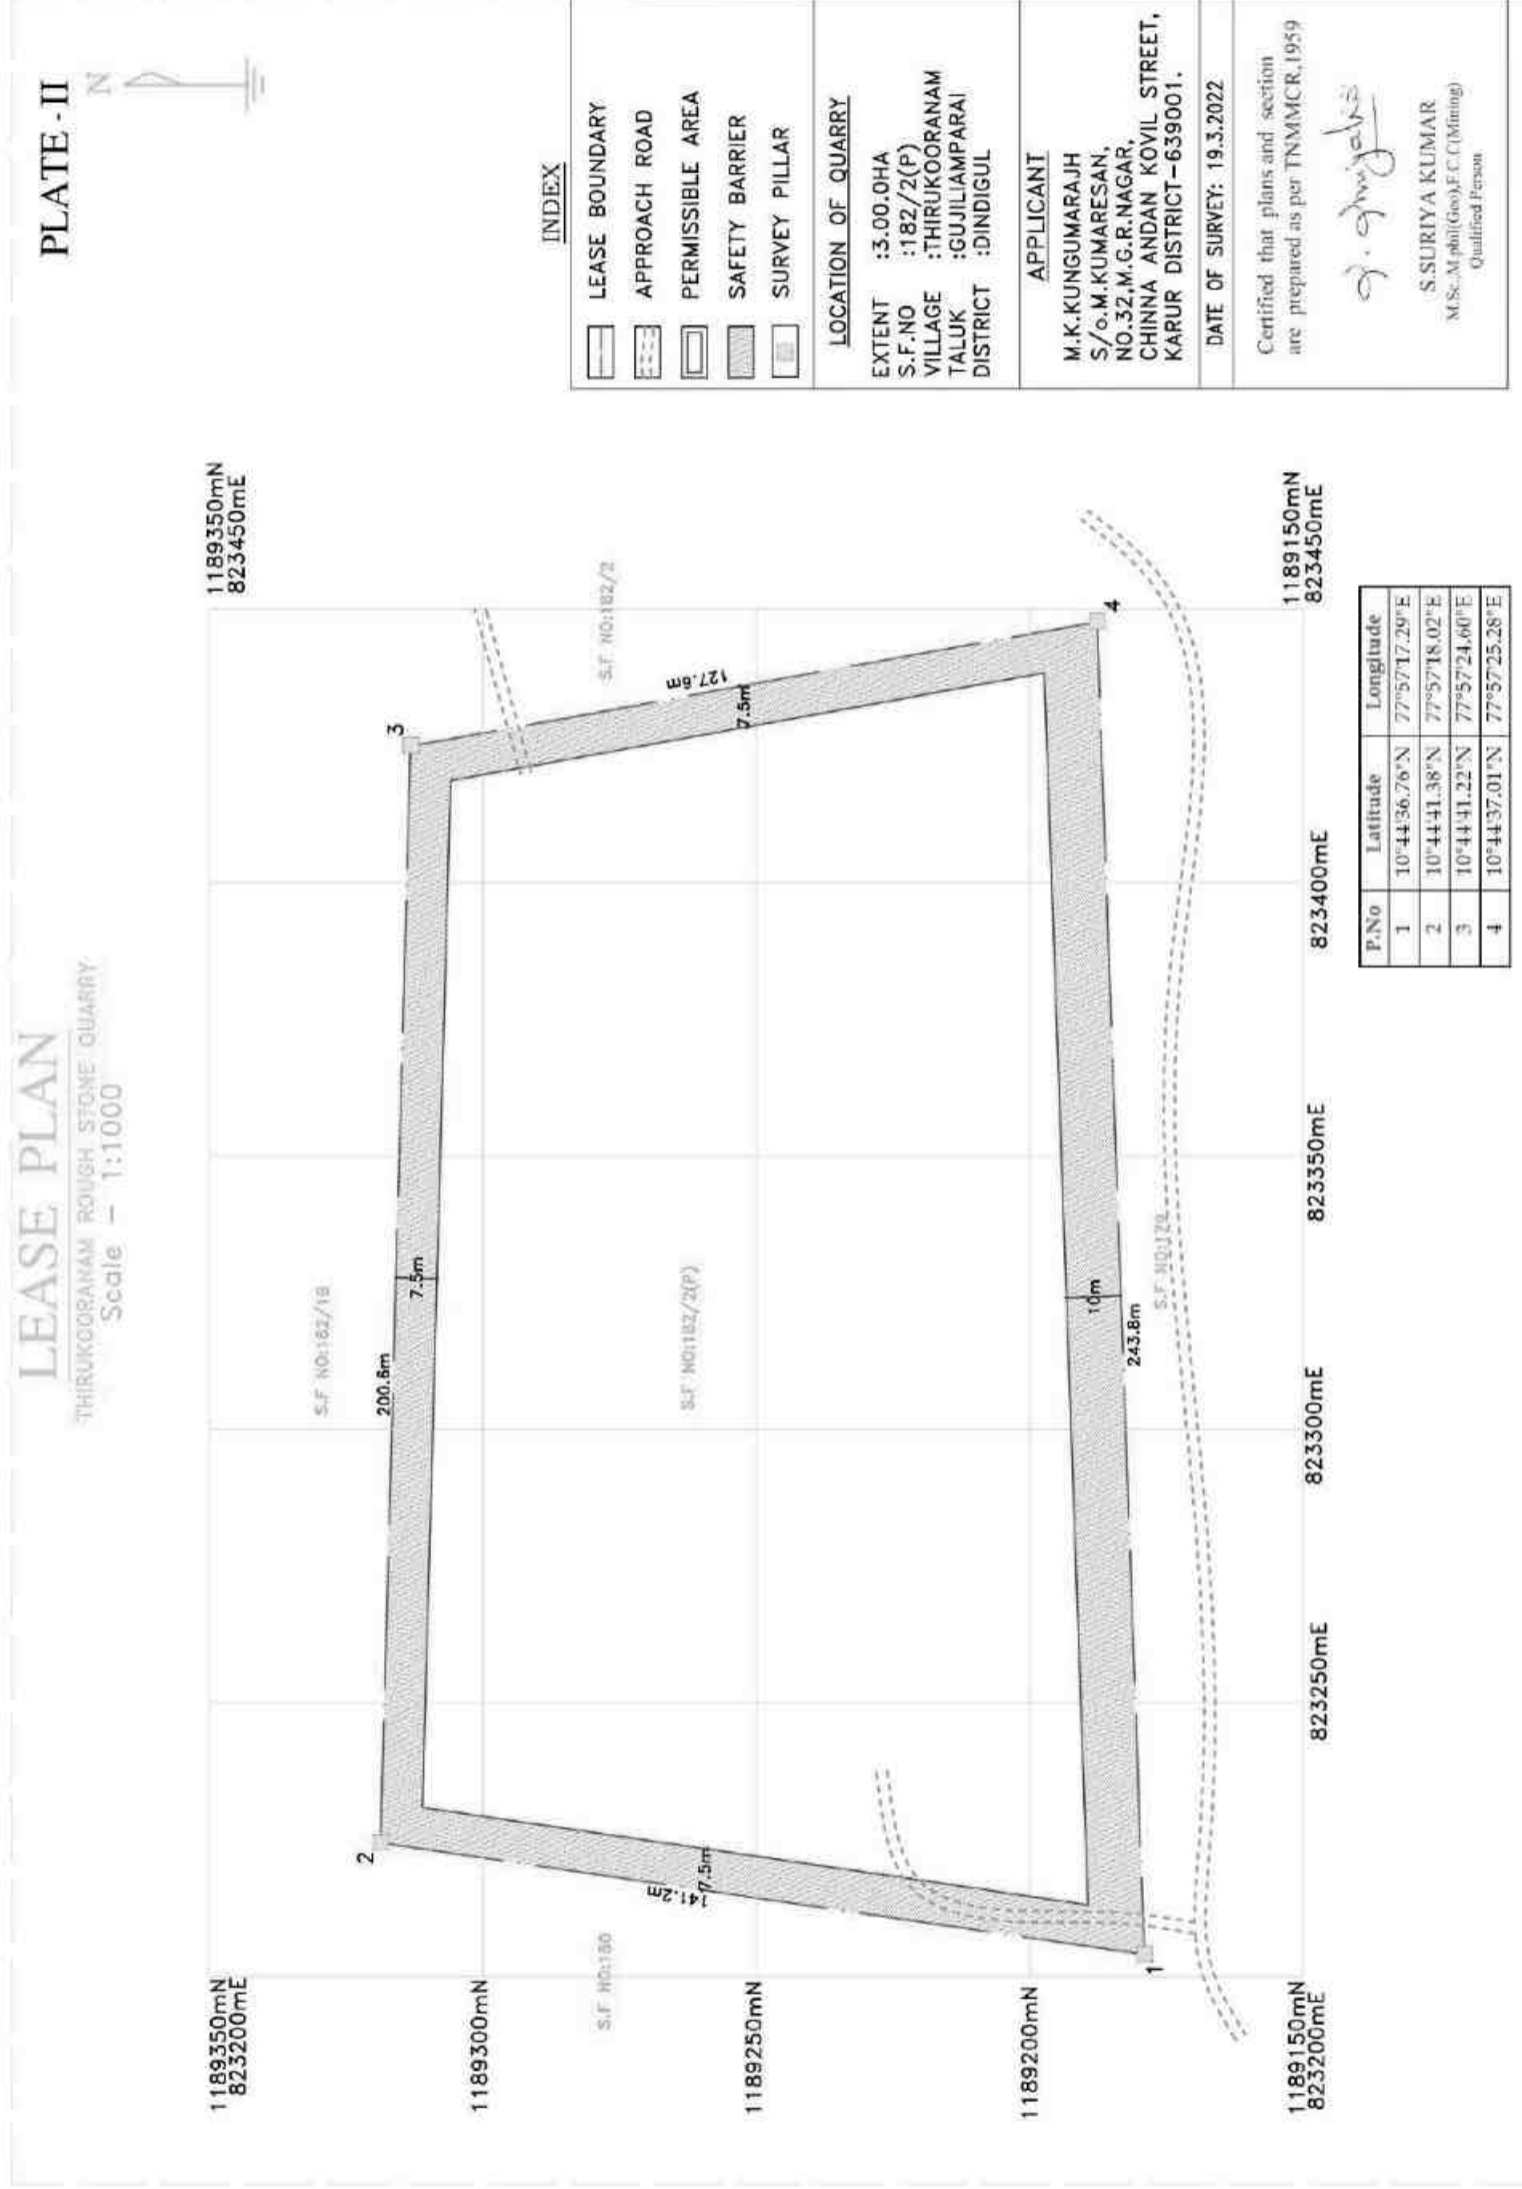 PLATE - II
N
LEASE PLAN
THIRUKOORANAM ROUGH STONE QUARRY
Scale - 1:1000
INDEX
LEASE BOUNDARY
APPROACH ROAD
PERMISSIBLE AREA
SAFETY BARRIER
SURVEY PILLAR
LOCATION OF QUARRY
EXTENT :3.00.0HA
S.F.NO :182/2(P)
VILLAGE :THIRUKOORANAM
TALUK :GUJILIAMPARAI
DISTRICT :DINDIGUL
APPLICANT
M.K.KUNGUMARAJH
S/o.M.KUMARESAN,
NO.32,M.G.R.NAGAR,
CHINNA ANDAN KOVIL STREET,
KARUR DISTRICT-639001.
DATE OF SURVEY: 19.3.2022
Certified that plans and section
are prepared as per TNMMCR,1959
S.SURIYA KUMAR
M.Sc.,M.phil(Geo),F.C.C(Mining)
Qualified Person
1189350mN
823200mE
1189350mN
823450mE
1189300mN
1189250mN
1189200mN
1189150mN
823200mE
823250mE
823300mE
823350mE
823400mE
1189150mN
823450mE
S.F NO:182/1B
S.F NO:182/2
S.F NO:182/2(P)
S.F NO:180
S.F NO:179
2
3
200.6m
7.5m
127.6m
7.5m
141.2m
7.5m
10m
243.8m
1
4
P.No Latitude Longitude
1 10°44'36.76"N 77°57'17.29"E
2 10°44'41.38"N 77°57'18.02"E
3 10°44'41.22"N 77°57'24.60"E
4 10°44'37.01"N 77°57'25.28"E